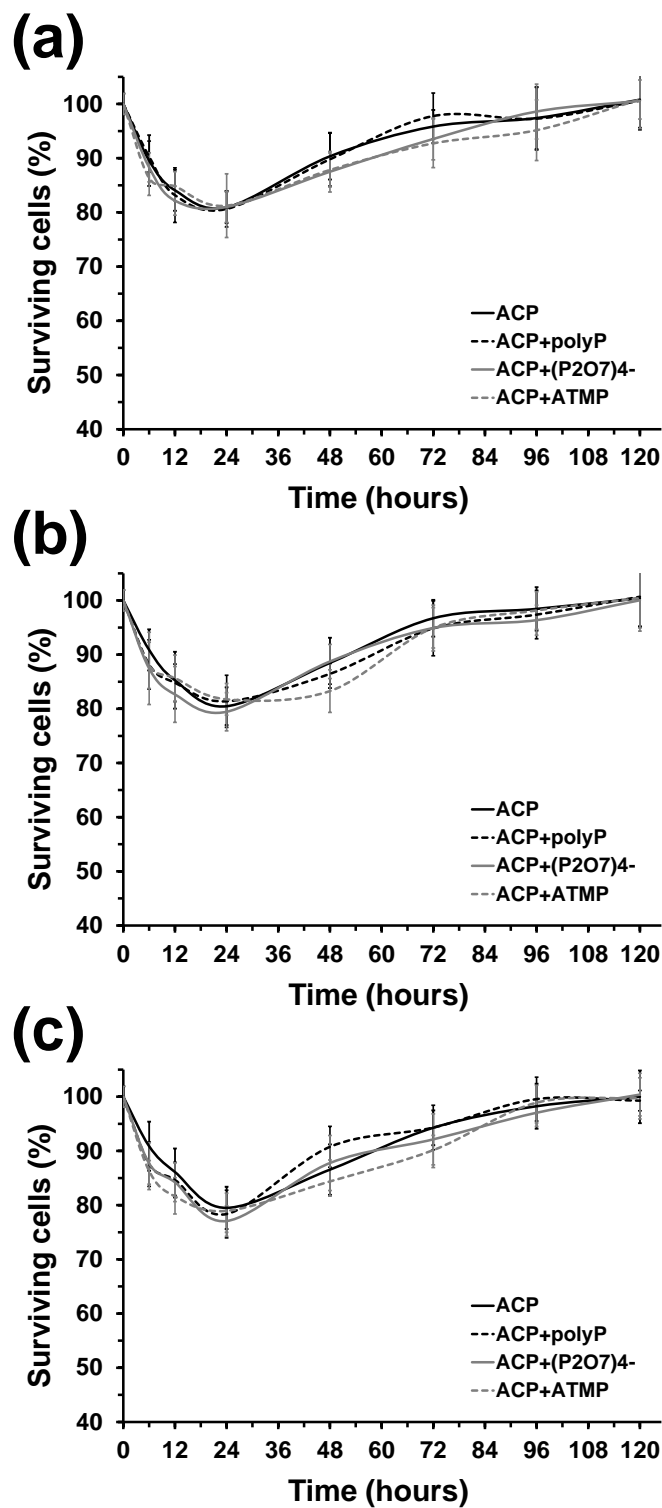 (a)
Surviving cells (%)
100
90
80
70
60
50
40
ACP
ACP+polyP
ACP+(P2O7)4-
ACP+ATMP
0 12 24 36 48 60 72 84 96 108 120
Time (hours)
(b)
Surviving cells (%)
100
90
80
70
60
50
40
ACP
ACP+polyP
ACP+(P2O7)4-
ACP+ATMP
0 12 24 36 48 60 72 84 96 108 120
Time (hours)
(c)
Surviving cells (%)
100
90
80
70
60
50
40
ACP
ACP+polyP
ACP+(P2O7)4-
ACP+ATMP
0 12 24 36 48 60 72 84 96 108 120
Time (hours)